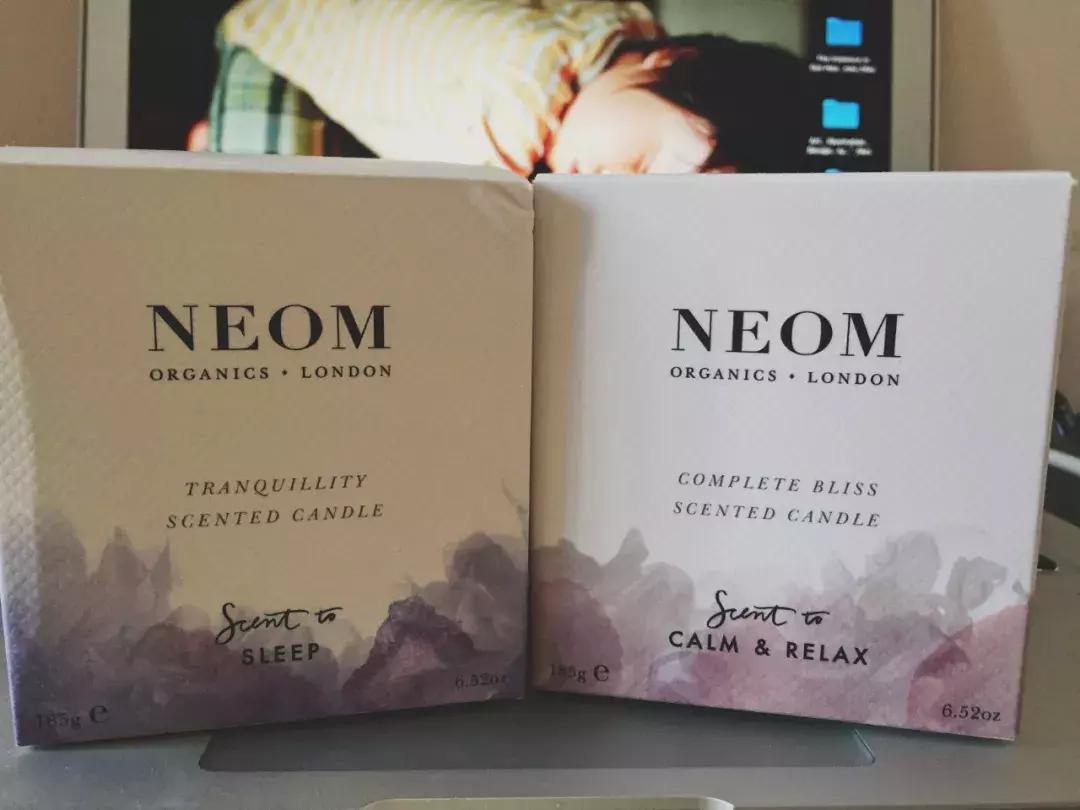 NEOM
ORGANICS • LONDON
TRANQUILLITY
SCENTED CANDLE
Scent to
SLEEP
185g e
6.52oz
NEOM
ORGANICS • LONDON
COMPLETE BLISS
SCENTED CANDLE
Scent to
CALM & RELAX
185g e
6.52oz